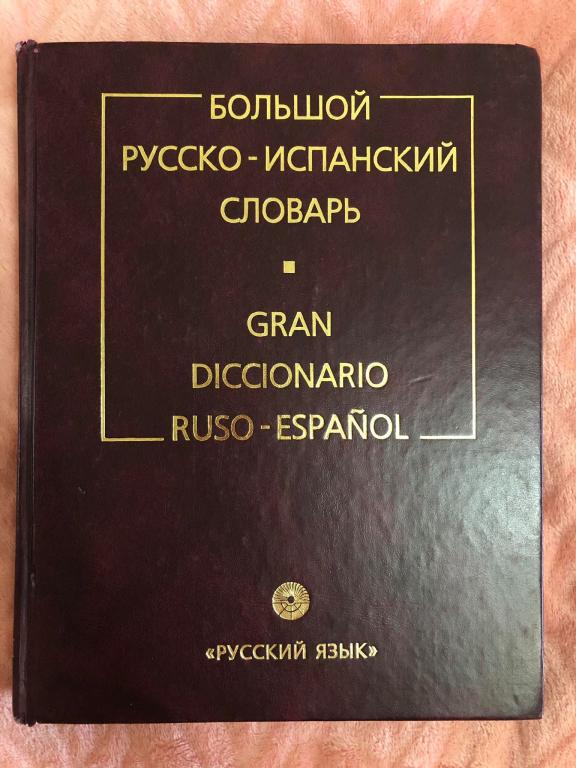 БОЛЬШОЙ
РУССКО - ИСПАНСКИЙ
СЛОВАРЬ
GRAN
DICCIONARIO
RUSO - ESPAÑOL
«РУССКИЙ ЯЗЫК»